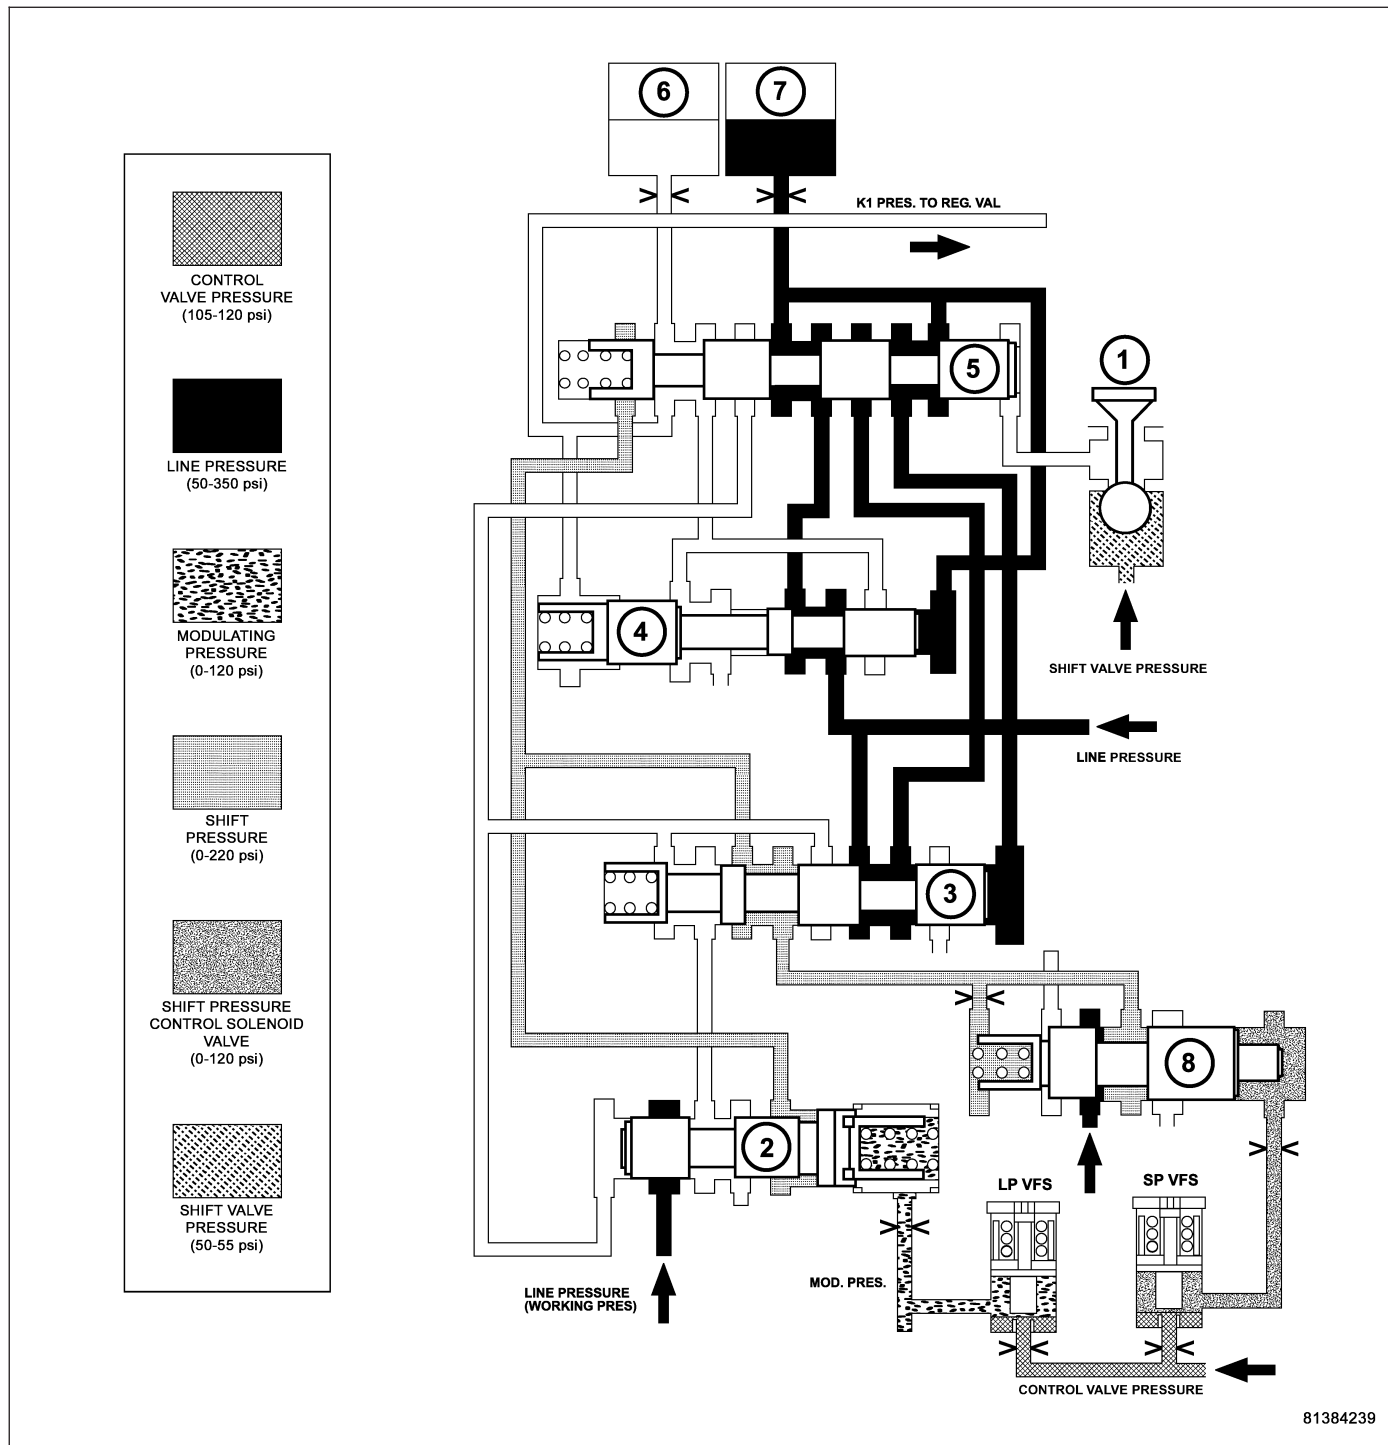 6
7
K1 PRES. TO REG. VAL
CONTROL
VALVE PRESSURE
(105-120 psi)
5
1
LINE PRESSURE
(50-350 psi)
MODULATING
PRESSURE
(0-120 psi)
4
SHIFT VALVE PRESSURE
LINE PRESSURE
SHIFT
PRESSURE
(0-220 psi)
3
SHIFT PRESSURE
CONTROL SOLENOID
VALVE
(0-120 psi)
8
2
SHIFT VALVE
PRESSURE
(50-55 psi)
LP VFS
SP VFS
MOD. PRES.
LINE PRESSURE
(WORKING PRES)
CONTROL VALVE PRESSURE
81384239